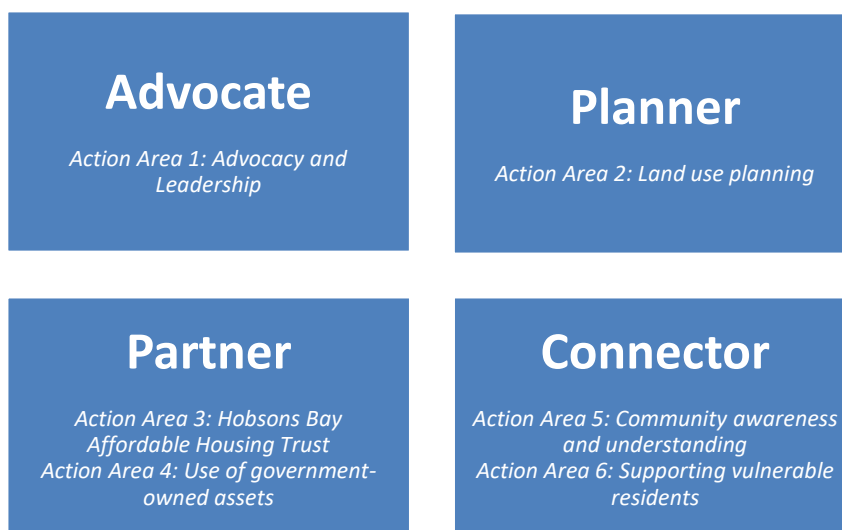 Advocate
Action Area 1: Advocacy and
Leadership
Planner
Action Area 2: Land use planning
Partner
Action Area 3: Hobsons Bay
Affordable Housing Trust
Action Area 4: Use of government-
owned assets
Connector
Action Area 5: Community awareness
and understanding
Action Area 6: Supporting vulnerable
residents